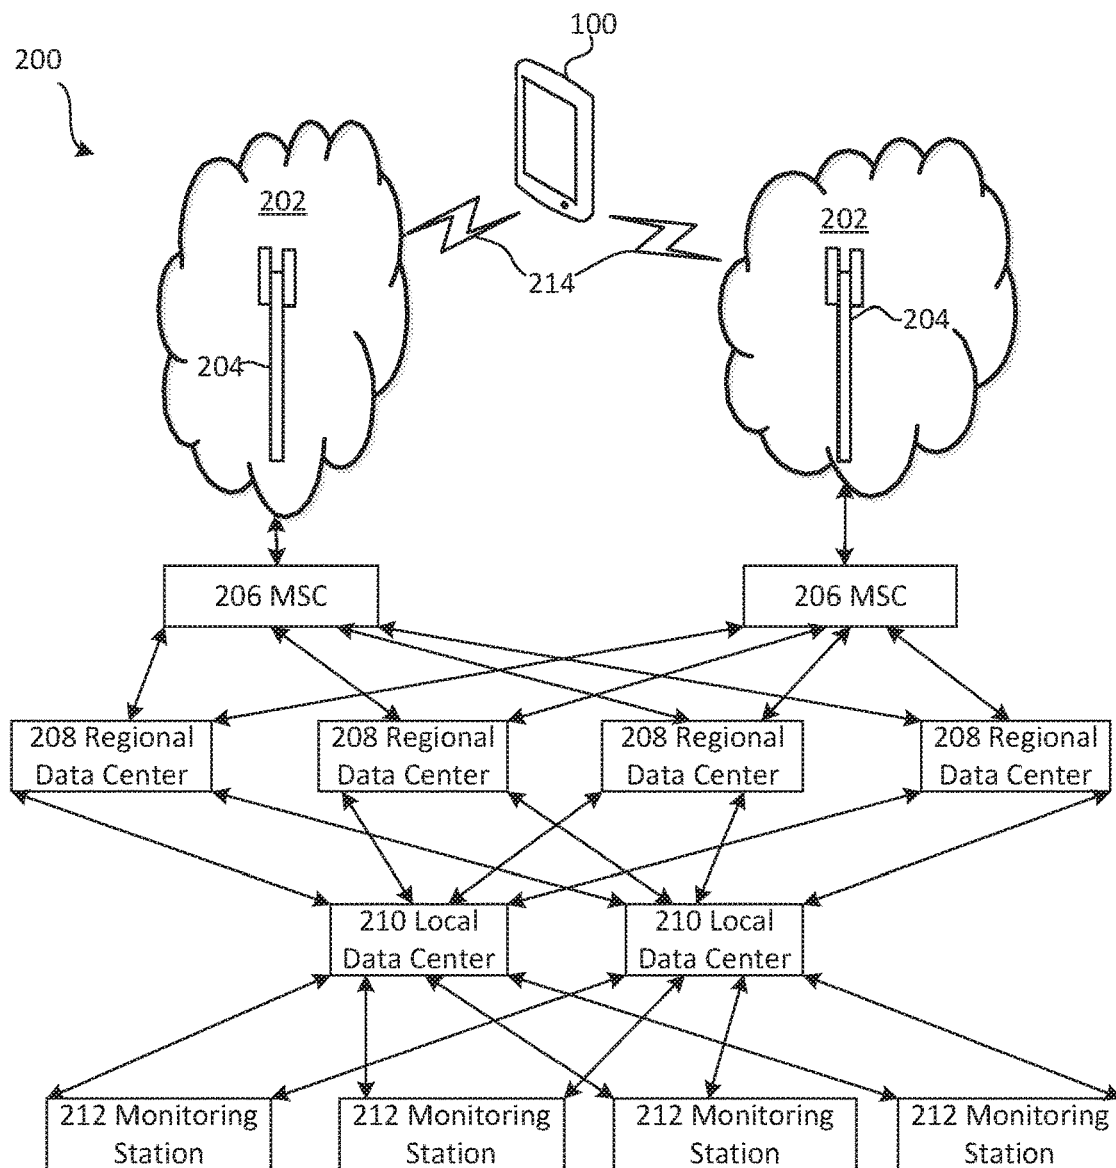 100
200
202
202
214
204
204
206 MSC
206 MSC
208 Regional
Data Center
208 Regional
Data Center
208 Regional
Data Center
208 Regional
Data Center
210 Local
Data Center
210 Local
Data Center
212 Monitoring
Station
212 Monitoring
Station
212 Monitoring
Station
212 Monitoring
Station